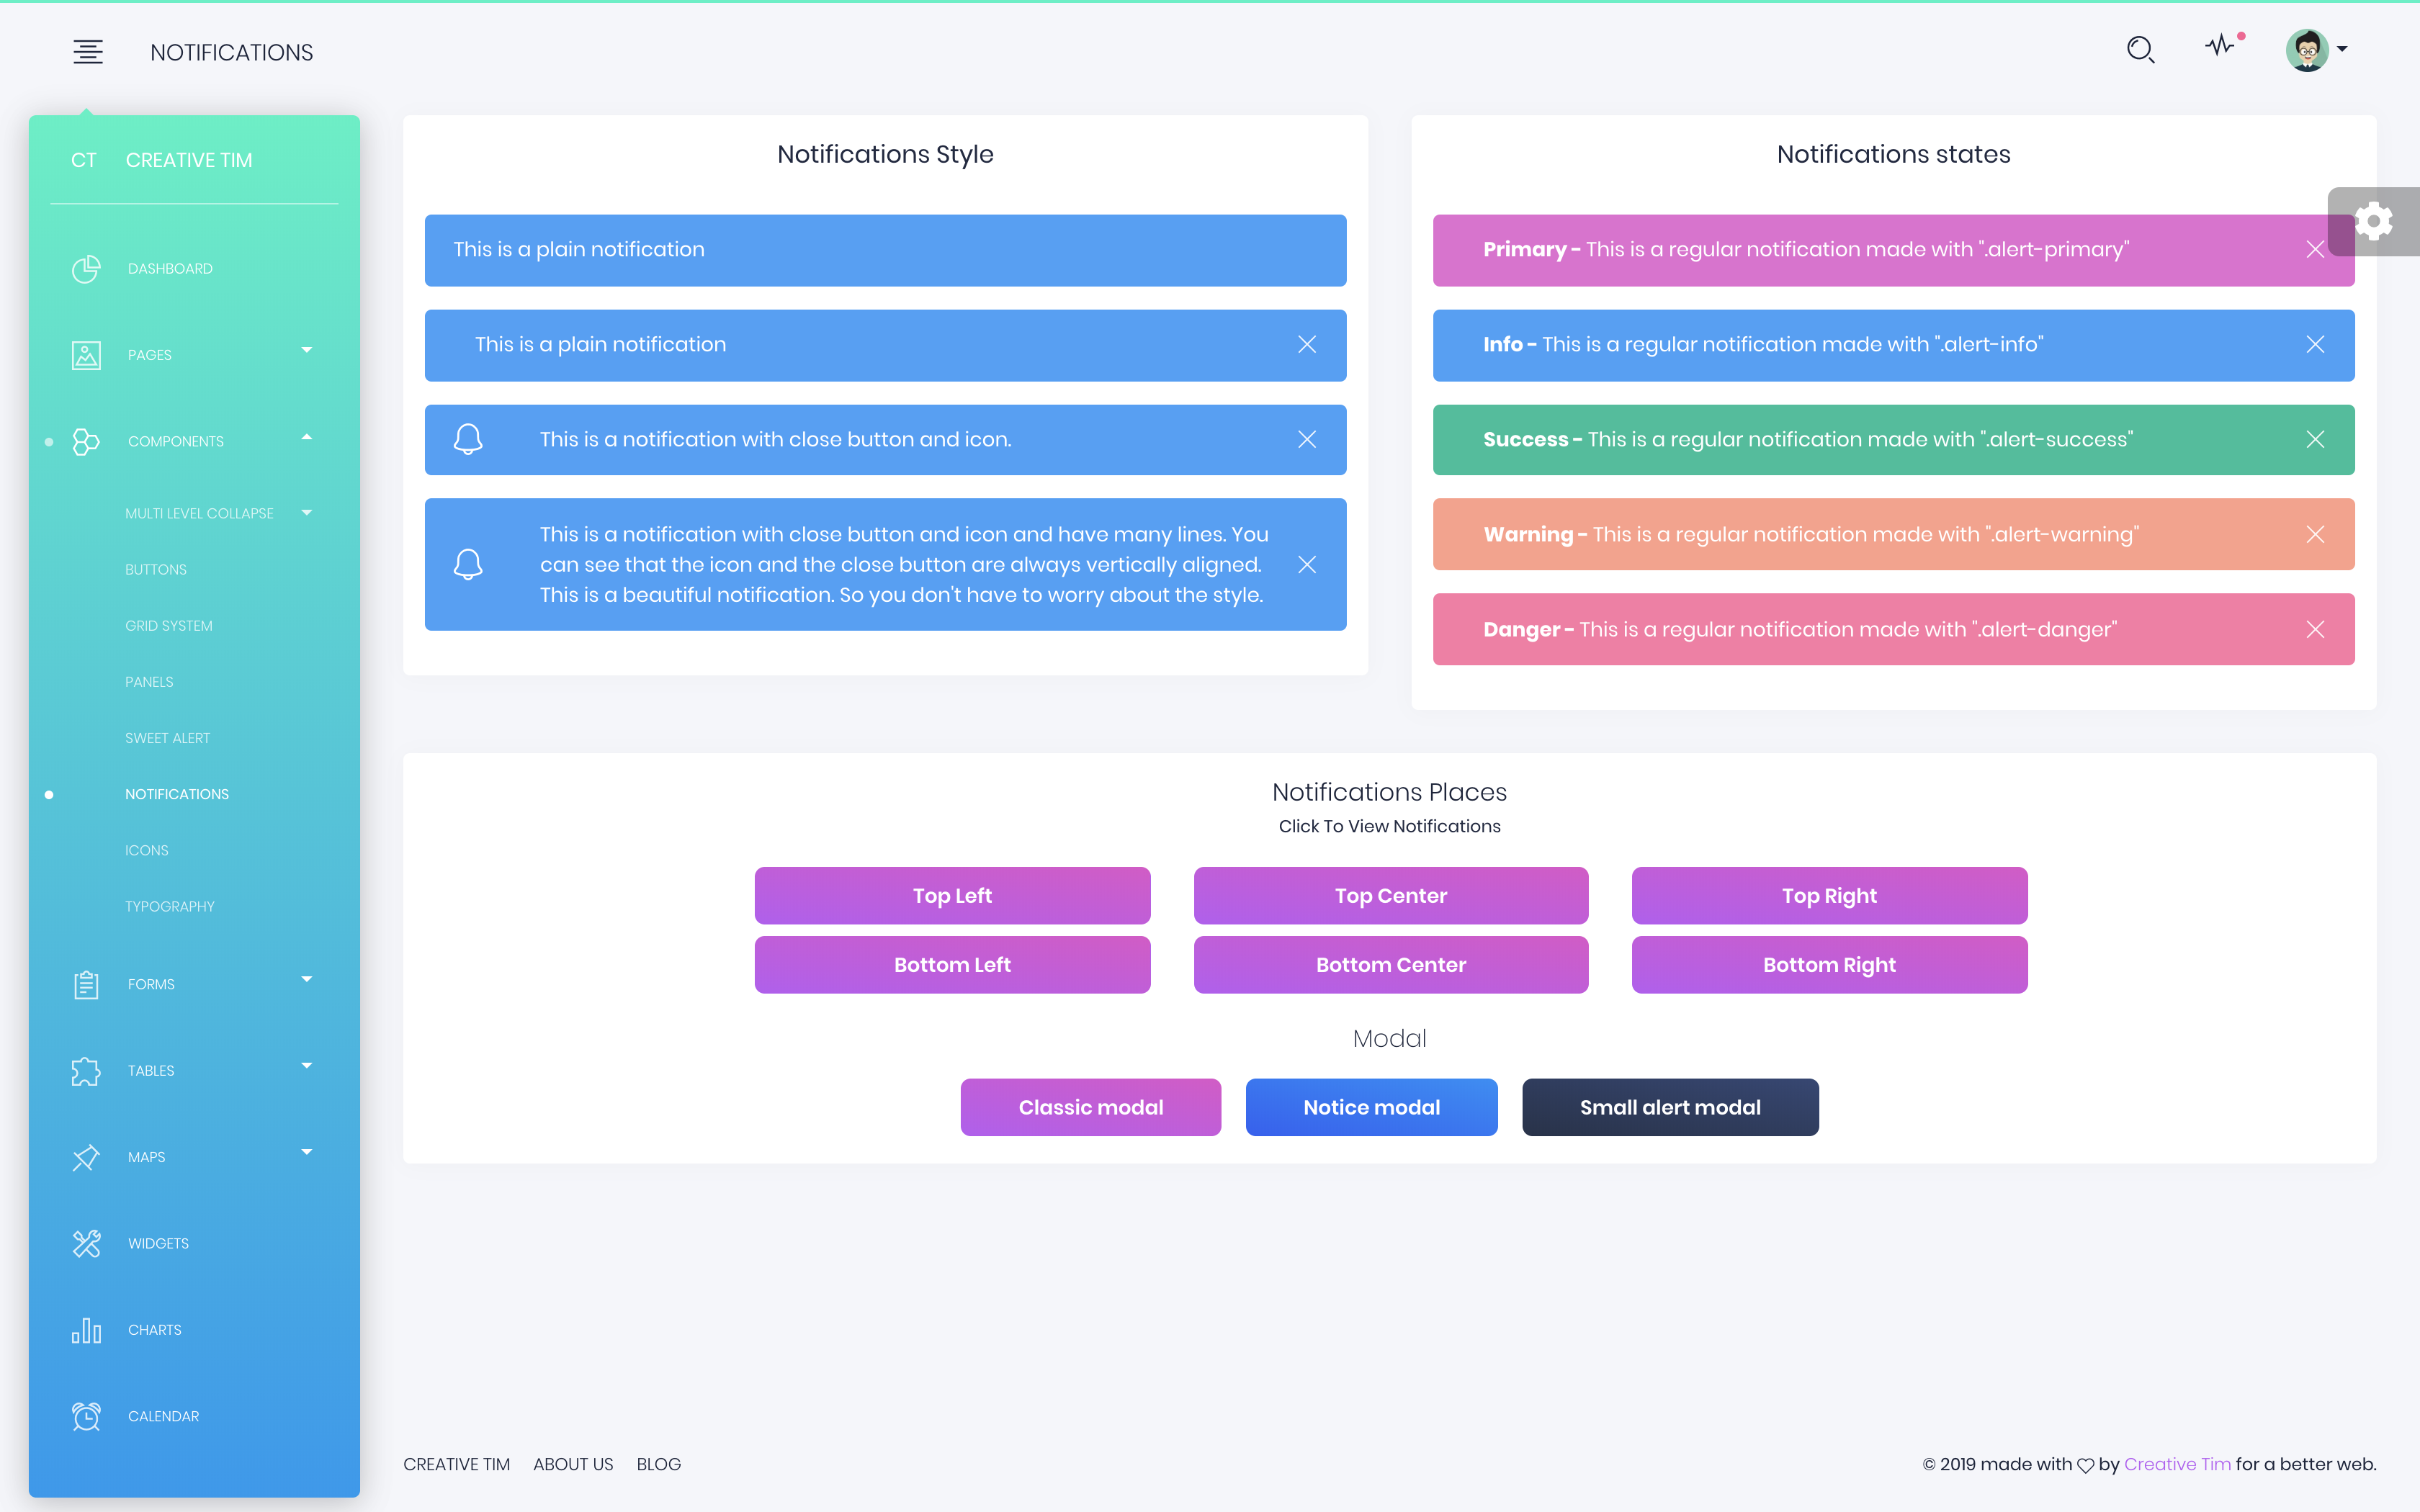 NOTIFICATIONS
CT CREATIVE TIM
DASHBOARD
PAGES
COMPONENTS
MULTI LEVEL COLLAPSE
BUTTONS
GRID SYSTEM
PANELS
SWEET ALERT
NOTIFICATIONS
ICONS
TYPOGRAPHY
FORMS
TABLES
MAPS
WIDGETS
CHARTS
CALENDAR
Notifications Style
This is a plain notification
This is a plain notification
This is a notification with close button and icon.
This is a notification with close button and icon and have many lines. You
can see that the icon and the close button are always vertically aligned.
This is a beautiful notification. So you don't have to worry about the style.
Notifications states
Primary - This is a regular notification made with ".alert-primary"
Info - This is a regular notification made with ".alert-info"
Success - This is a regular notification made with ".alert-success"
Warning - This is a regular notification made with ".alert-warning"
Danger - This is a regular notification made with ".alert-danger"
Notifications Places
Click To View Notifications
Top Left
Top Center
Top Right
Bottom Left
Bottom Center
Bottom Right
Modal
Classic modal
Notice modal
Small alert modal
CREATIVE TIM ABOUT US BLOG
© 2019 made with ♡ by Creative Tim for a better web.